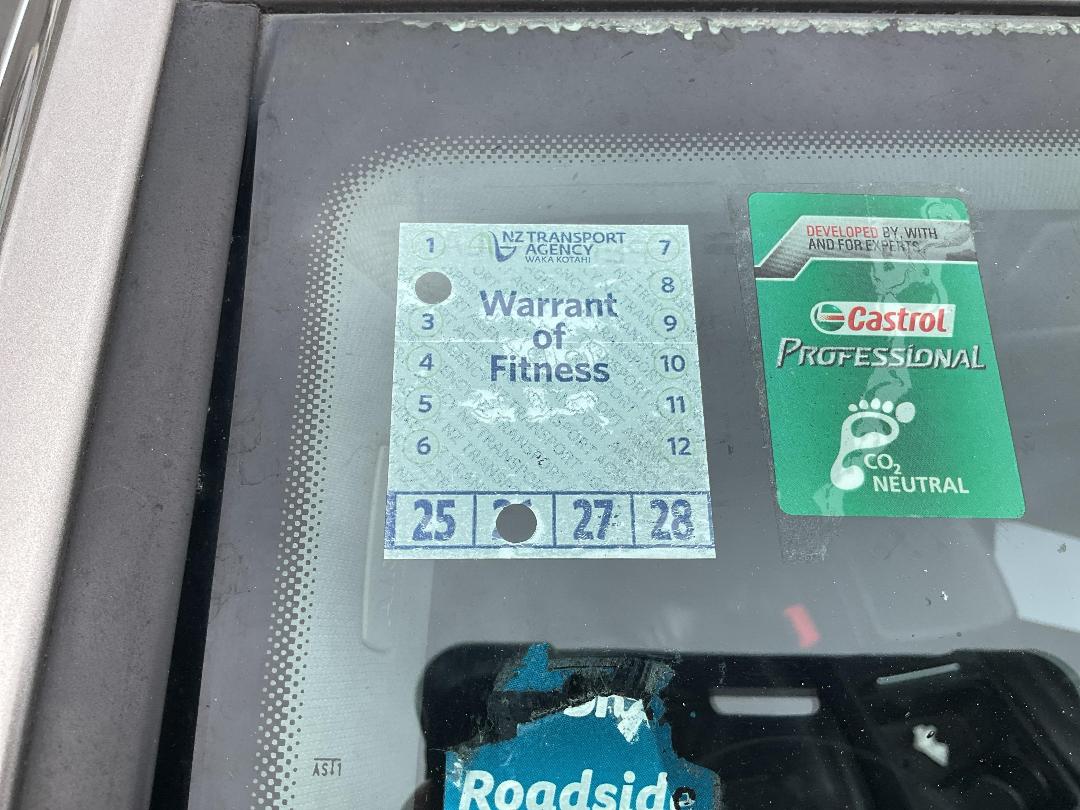 1
NZ TRANSPORT
AGENCY
WAKA KOTAHI
7
8
Warrant
of
Fitness
3
9
4
10
5
11
6
12
25
27
28
DEVELOPED BY, WITH
AND FOR EXPERTS
Castrol
PROFESSIONAL
CO2
NEUTRAL
Roadside